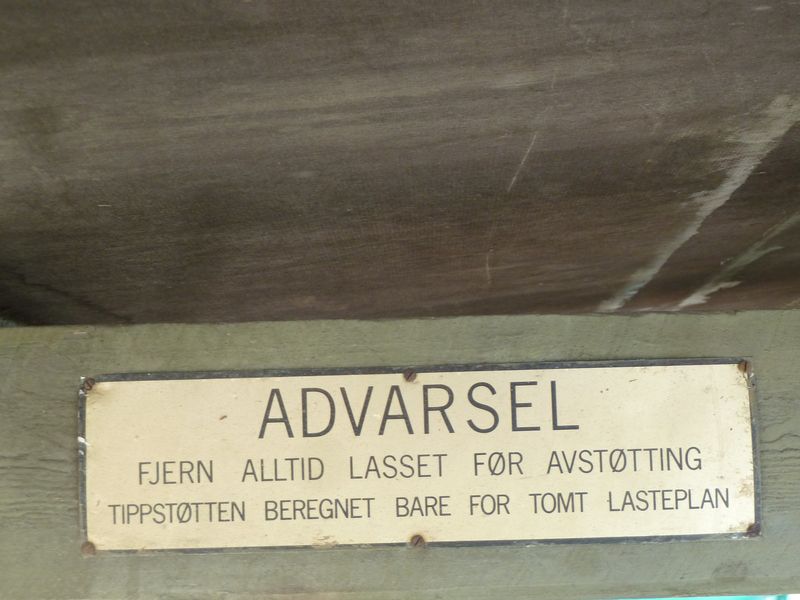 ADVARSEL
FJERN ALLTID LASSET FØR AVSTØTTING
TIPPSTØTTEN BEREGNET BARE FOR TOMT LASTEPLAN